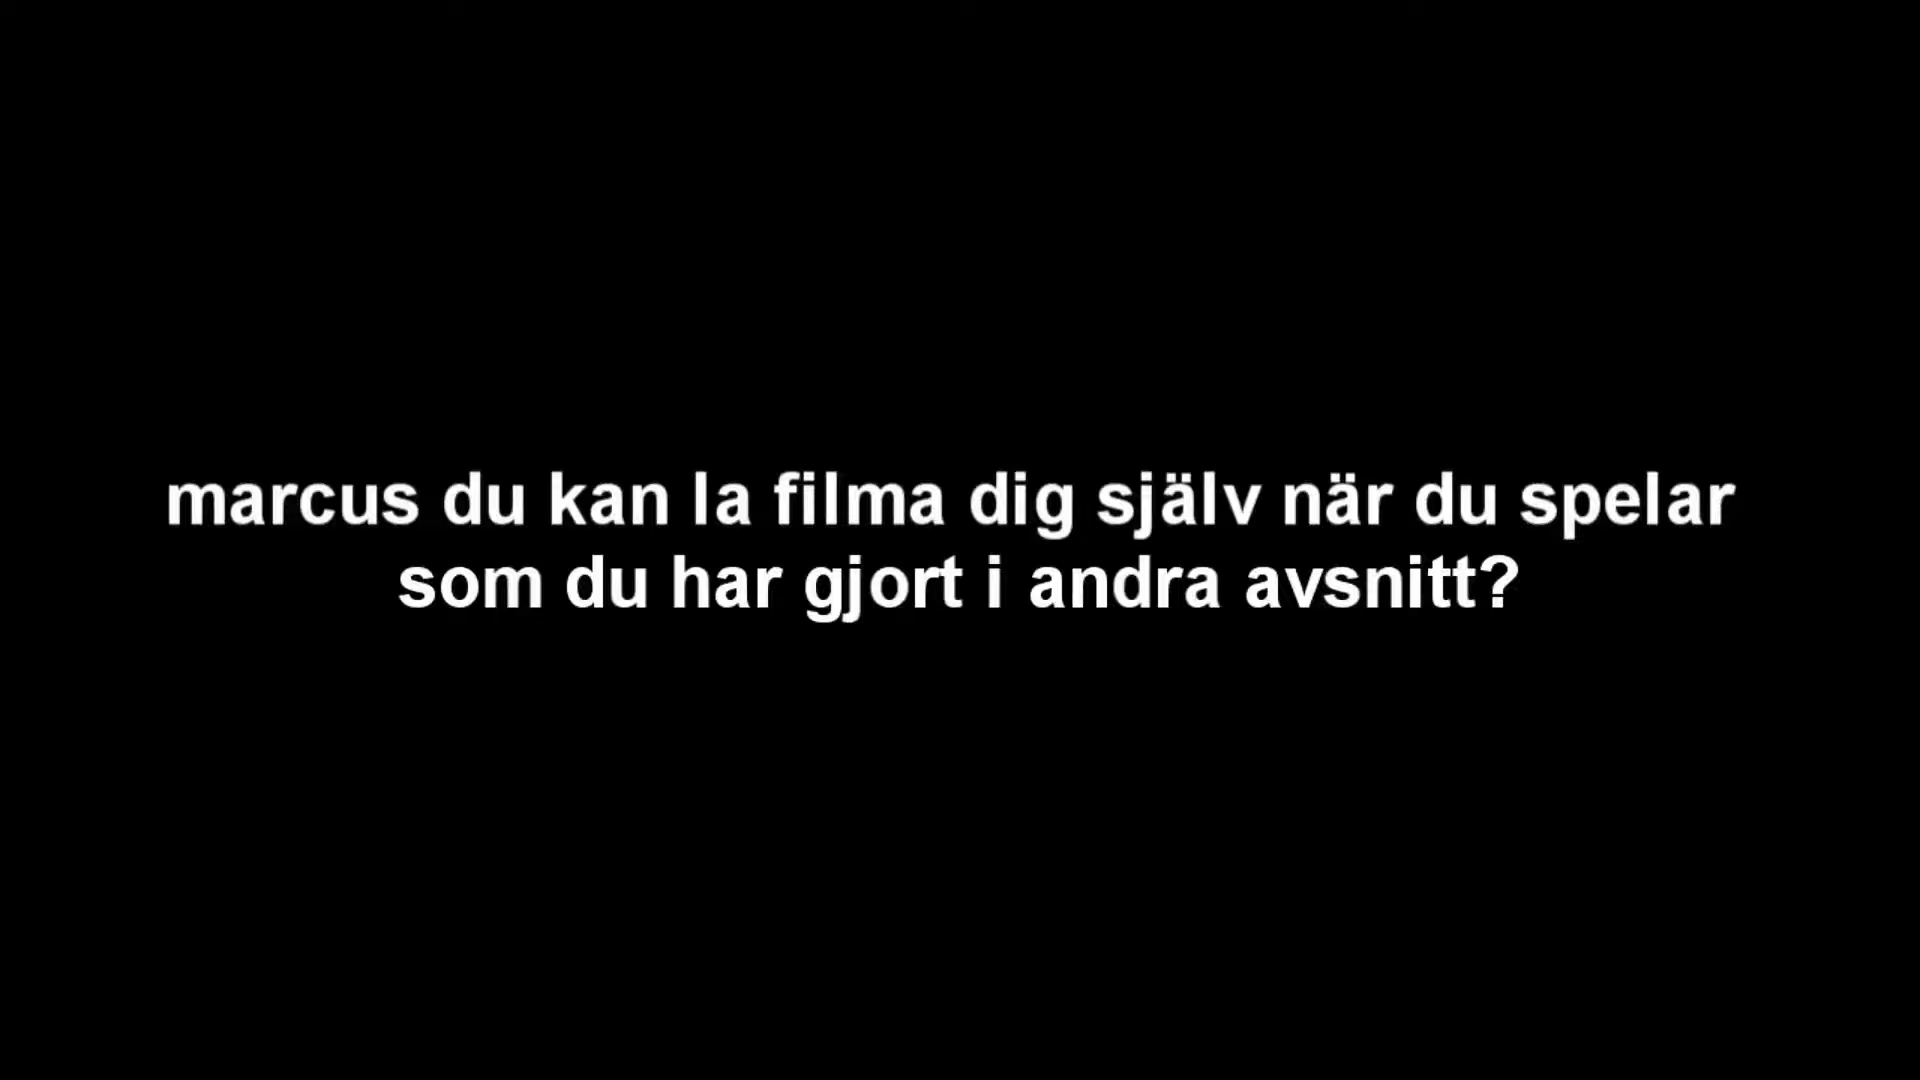 marcus du kan la filma dig själv när du spelar
som du har gjort i andra avsnitt?